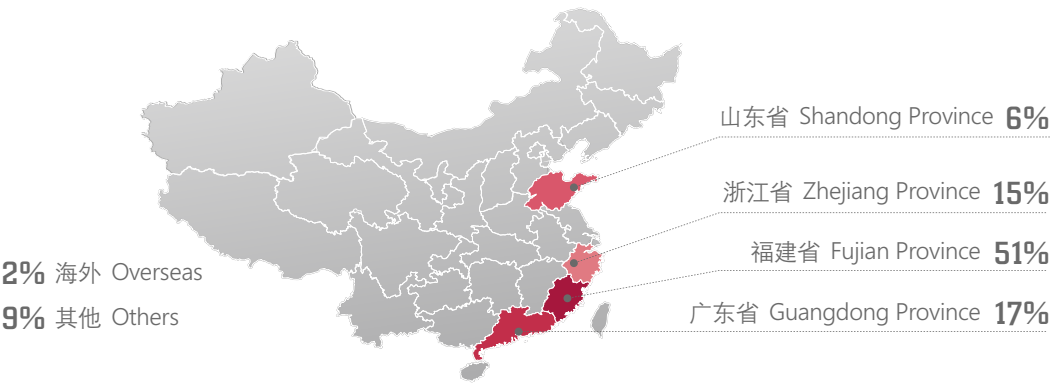 山东省 Shandong Province 6%
浙江省 Zhejiang Province 15%
福建省 Fujian Province 51%
2% 海外 Overseas
9% 其他 Others
广东省 Guangdong Province 17%